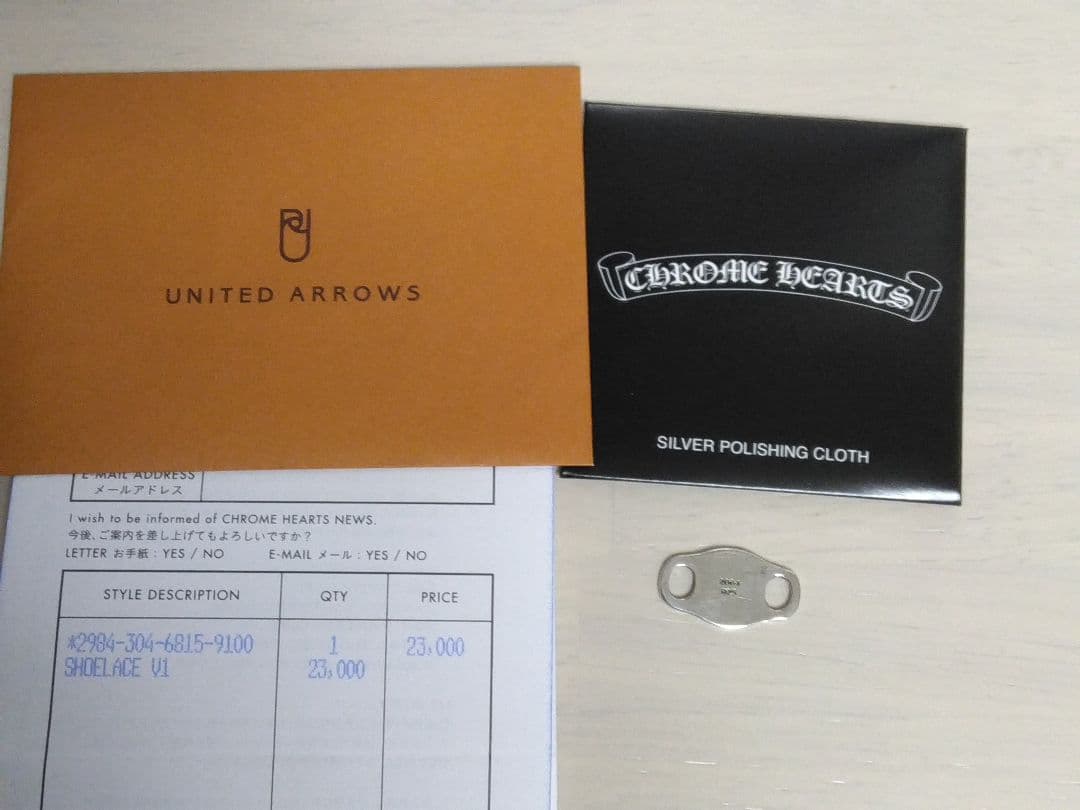 UNITED ARROWS
CHROME HEARTS
SILVER POLISHING CLOTH
E-MAIL ADDRESS
メールアドレス
I wish to be informed of CHROME HEARTS NEWS.
今後、ご案内を差し上げてもよろしいですか？
LETTER お手紙：YES / NO E-MAIL メール：YES / NO
STYLE DESCRIPTION QTY PRICE
*2984-304-6815-9100 1 23,000
SHOELACE V1 23,000
925